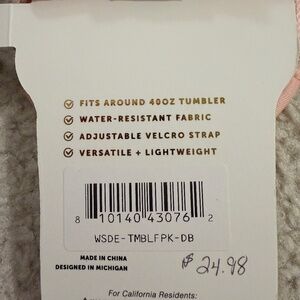 FITS AROUND 40OZ TUMBLER
WATER-RESISTANT FABRIC
ADJUSTABLE VELCRO STRAP
VERSATILE + LIGHTWEIGHT
8 10140 43076 2
WSDE-TMBLFPK-DB
MADE IN CHINA
DESIGNED IN MICHIGAN
$24.98
For California Residents: